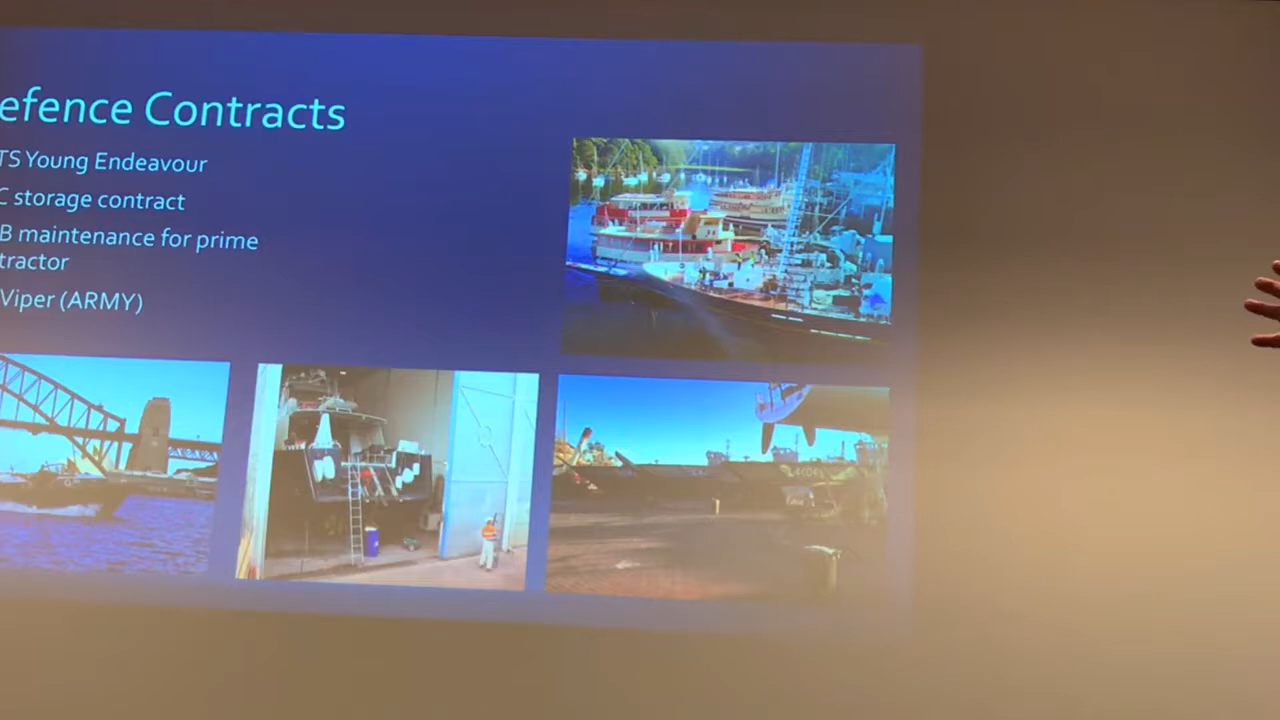 efence Contracts
TS Young Endeavour
C storage contract
B maintenance for prime
tractor
Viper (ARMY)